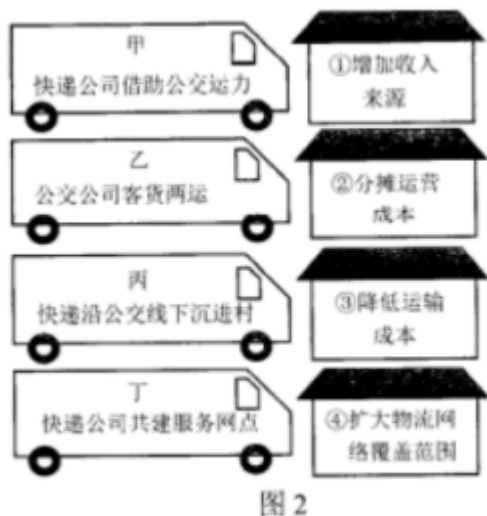 甲
快递公司借助公交运力
①增加收入
来源
乙
公交公司客货两运
②分摊运营
成本
丙
快递沿公交线下沉进村
③降低运输
成本
丁
快递公司共建服务网点
④扩大物流网
络覆盖范围
图2